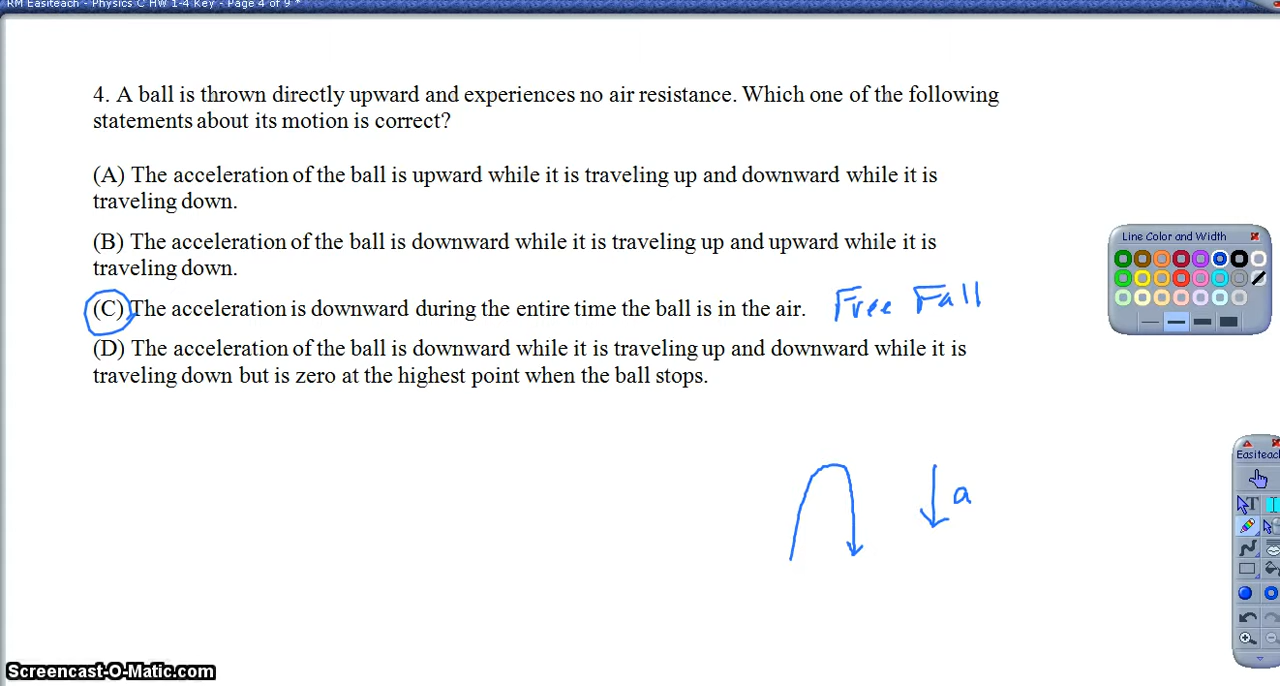 RM Easiteach - Physics C HW 1-4 Key - Page 4 of 9 *
4. A ball is thrown directly upward and experiences no air resistance. Which one of the following
statements about its motion is correct?
(A) The acceleration of the ball is upward while it is traveling up and downward while it is
traveling down.
(B) The acceleration of the ball is downward while it is traveling up and upward while it is
traveling down.
(C) The acceleration is downward during the entire time the ball is in the air. Free Fall
(D) The acceleration of the ball is downward while it is traveling up and downward while it is
traveling down but is zero at the highest point when the ball stops.
a
Line Color and Width
Easiteach
T
Screencast-O-Matic.com